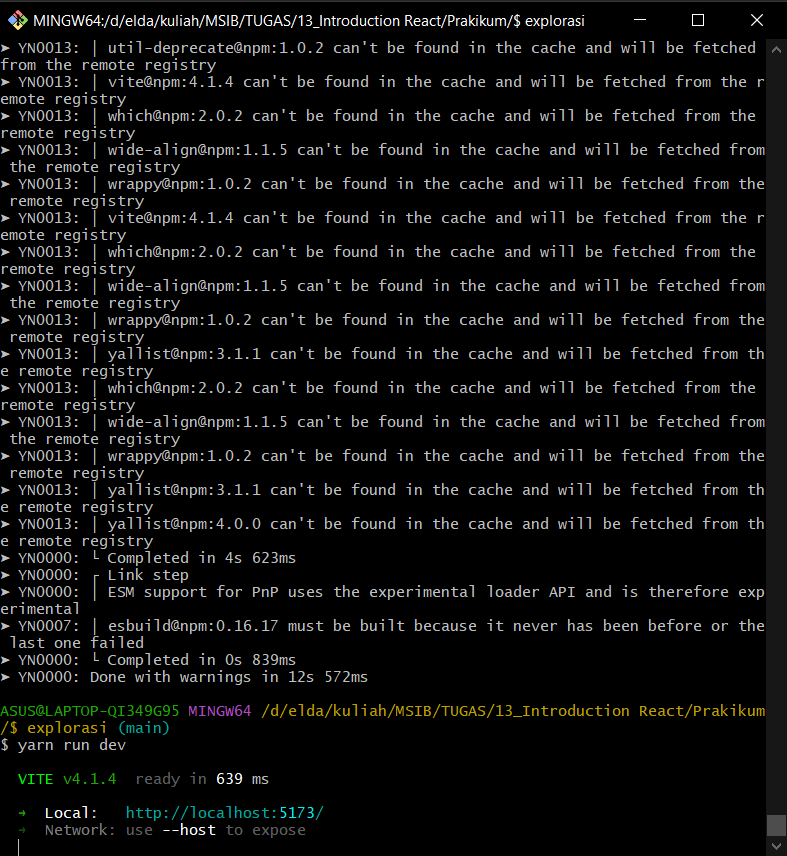 MINGW64:/d/elda/kuliah/MSIB/TUGAS/13_Introduction React/Prakikum/$ explorasi
➤ YN0013: │ util-deprecate@npm:1.0.2 can't be found in the cache and will be fetched
from the remote registry
➤ YN0013: │ vite@npm:4.1.4 can't be found in the cache and will be fetched from the r
emote registry
➤ YN0013: │ which@npm:2.0.2 can't be found in the cache and will be fetched from the
remote registry
➤ YN0013: │ wide-align@npm:1.1.5 can't be found in the cache and will be fetched from
 the remote registry
➤ YN0013: │ wrappy@npm:1.0.2 can't be found in the cache and will be fetched from the
 remote registry
➤ YN0013: │ vite@npm:4.1.4 can't be found in the cache and will be fetched from the r
emote registry
➤ YN0013: │ which@npm:2.0.2 can't be found in the cache and will be fetched from the
remote registry
➤ YN0013: │ wide-align@npm:1.1.5 can't be found in the cache and will be fetched from
 the remote registry
➤ YN0013: │ wrappy@npm:1.0.2 can't be found in the cache and will be fetched from the
 remote registry
➤ YN0013: │ yallist@npm:3.1.1 can't be found in the cache and will be fetched from th
e remote registry
➤ YN0013: │ which@npm:2.0.2 can't be found in the cache and will be fetched from the
remote registry
➤ YN0013: │ wide-align@npm:1.1.5 can't be found in the cache and will be fetched from
 the remote registry
➤ YN0013: │ wrappy@npm:1.0.2 can't be found in the cache and will be fetched from the
 remote registry
➤ YN0013: │ yallist@npm:3.1.1 can't be found in the cache and will be fetched from th
e remote registry
➤ YN0013: │ yallist@npm:4.0.0 can't be found in the cache and will be fetched from th
e remote registry
➤ YN0000: └ Completed in 4s 623ms
➤ YN0000: ┌ Link step
➤ YN0000: │ ESM support for PnP uses the experimental loader API and is therefore exp
erimental
➤ YN0007: │ esbuild@npm:0.16.17 must be built because it never has been before or the
 last one failed
➤ YN0000: └ Completed in 0s 839ms
➤ YN0000: Done with warnings in 12s 572ms
ASUS@LAPTOP-QI349G95 MINGW64 /d/elda/kuliah/MSIB/TUGAS/13_Introduction React/Prakikum
/$ explorasi (main)
$ yarn run dev
VITE v4.1.4  ready in 639 ms
➜  Local:   http://localhost:5173/
➜  Network: use --host to expose